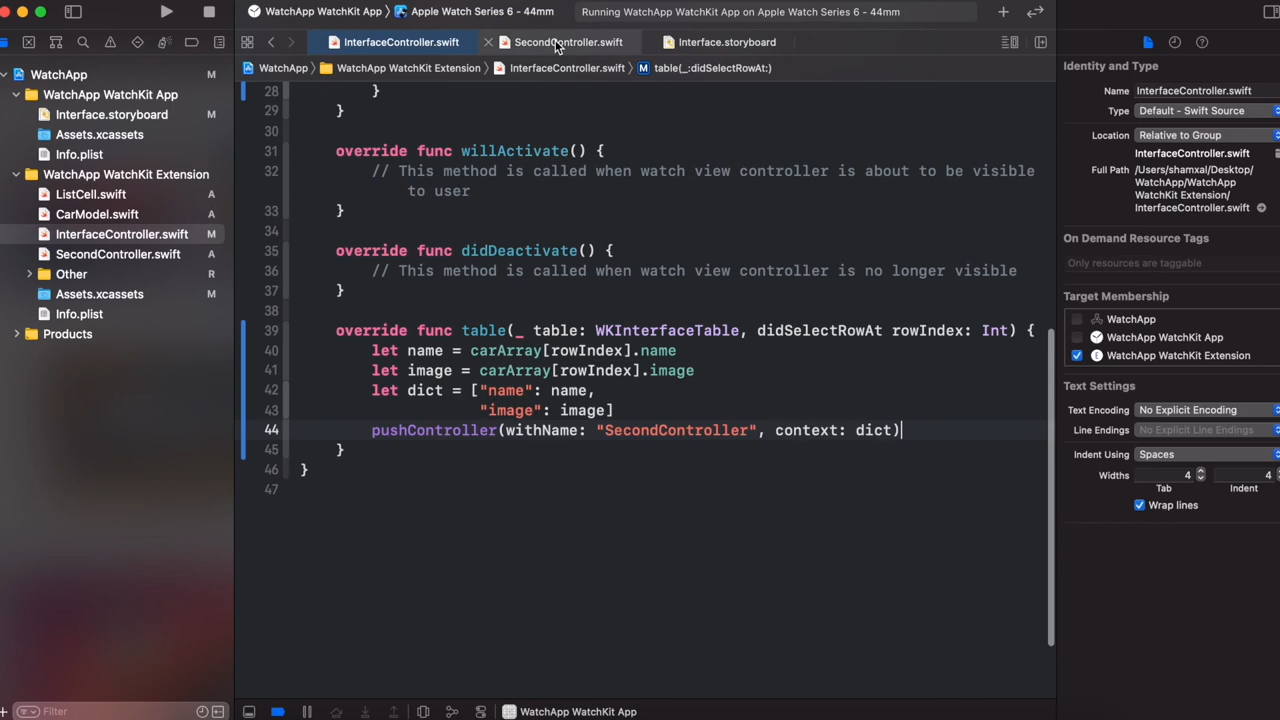 WatchApp WatchKit App 〉 Apple Watch Series 6 - 44mm
Running WatchApp WatchKit App on Apple Watch Series 6 - 44mm
InterfaceController.swift
SecondController.swift
Interface.storyboard
WatchApp 〉 WatchApp WatchKit Extension 〉 InterfaceController.swift 〉 M table(_:didSelectRowAt:)
WatchApp M
WatchApp WatchKit App
Interface.storyboard M
Assets.xcassets
Info.plist
WatchApp WatchKit Extension
ListCell.swift A
CarModel.swift A
InterfaceController.swift M
SecondController.swift A
Other R
Assets.xcassets M
Info.plist
Products
Filter
28 }
29 }
30
31 override func willActivate() {
32 // This method is called when watch view controller is about to be visible
to user
33 }
34
35 override func didDeactivate() {
36 // This method is called when watch view controller is no longer visible
37 }
38
39 override func table(_ table: WKInterfaceTable, didSelectRowAt rowIndex: Int) {
40 let name = carArray[rowIndex].name
41 let image = carArray[rowIndex].image
42 let dict = ["name": name,
43 "image": image]
44 pushController(withName: "SecondController", context: dict)
45 }
46 }
47
WatchApp WatchKit App
Identity and Type
Name InterfaceController.swift
Type Default - Swift Source
Location Relative to Group
InterfaceController.swift
Full Path /Users/shamxal/Desktop/
WatchApp/WatchApp
WatchKit Extension/
InterfaceController.swift
On Demand Resource Tags
Only resources are taggable
Target Membership
WatchApp
WatchKit App
E WatchApp WatchKit Extension
Text Settings
Text Encoding No Explicit Encoding
Line Endings No Explicit Line Endings
Indent Using Spaces
Widths 4 4
Tab Indent
Wrap lines